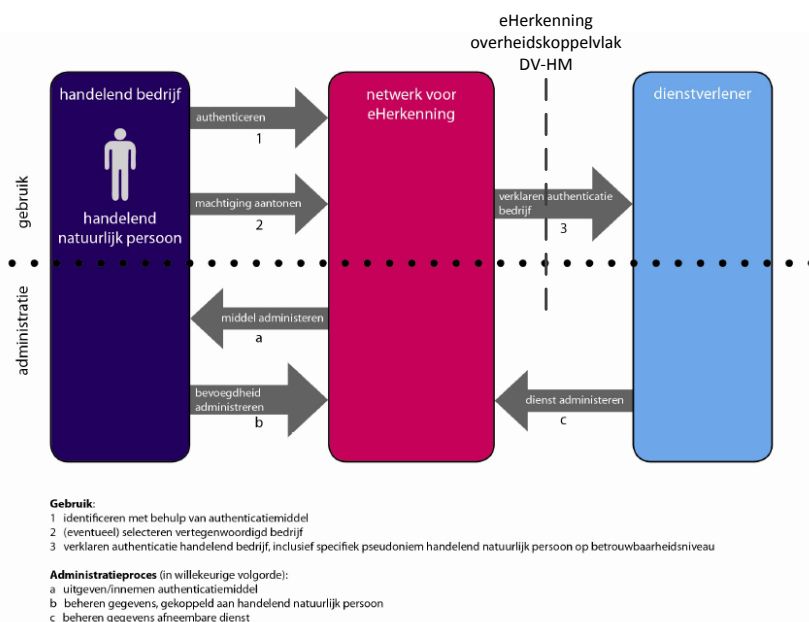 eHerkenning
overheidskoppelvlak
DV-HM
handelend bedrijf
netwerk voor
eHerkenning
dienstverlener
authenticeren
1
handelend
natuurlijk persoon
machtiging aantonen
2
verklaren authenticatie
bedrijf
3
gebruik
administratie
middel administeren
a
bevoegdheid
administreren
b
dienst administeren
c
Gebruik:
1 identificeren met behulp van authenticatiemiddel
2 (eventueel) selecteren vertegenwoordigd bedrijf
3 verklaren authenticatie handelend bedrijf, inclusief specifiek pseudoniem handelend natuurlijk persoon op betrouwbaarheidsniveau
Administratieproces (in willekeurige volgorde):
a uitgeven/innemen authenticatiemiddel
b beheren gegevens, gekoppeld aan handelend natuurlijk persoon
c beheren gegevens afneembare dienst